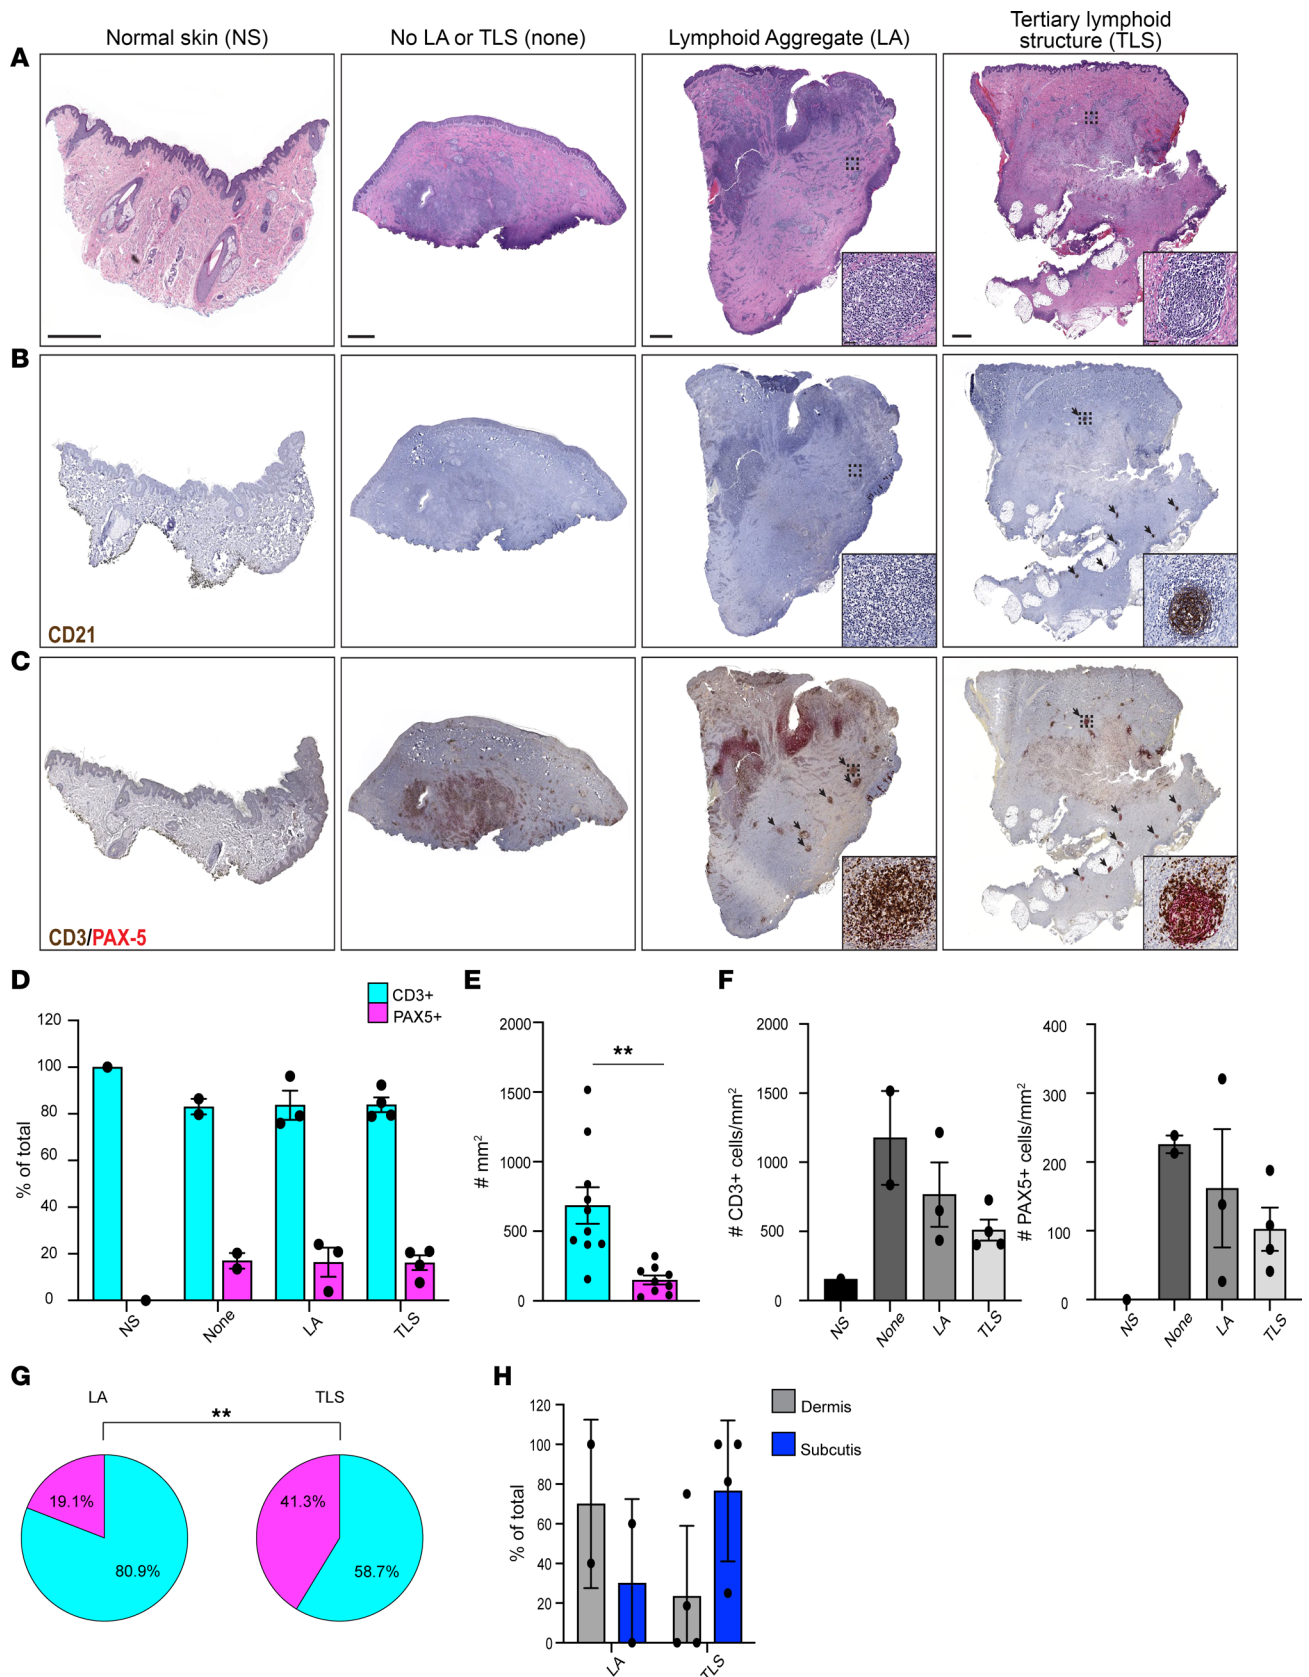 Normal skin (NS)
No LA or TLS (none)
Lymphoid Aggregate (LA)
Tertiary lymphoid
structure (TLS)
A
B
CD21
C
CD3/PAX-5
D
CD3+
PAX5+
120
100
80
60
40
20
0
% of total
NS
None
LA
TLS
E
2000
1500
1000
500
0
# mm²
**
F
2000
1500
1000
500
0
# CD3+ cells/mm²
NS
None
LA
TLS
400
300
200
100
0
# PAX5+ cells/mm²
NS
None
LA
TLS
G
LA
TLS
**
19.1%
80.9%
41.3%
58.7%
H
120
100
80
60
40
20
0
% of total
LA
TLS
Dermis
Subcutis